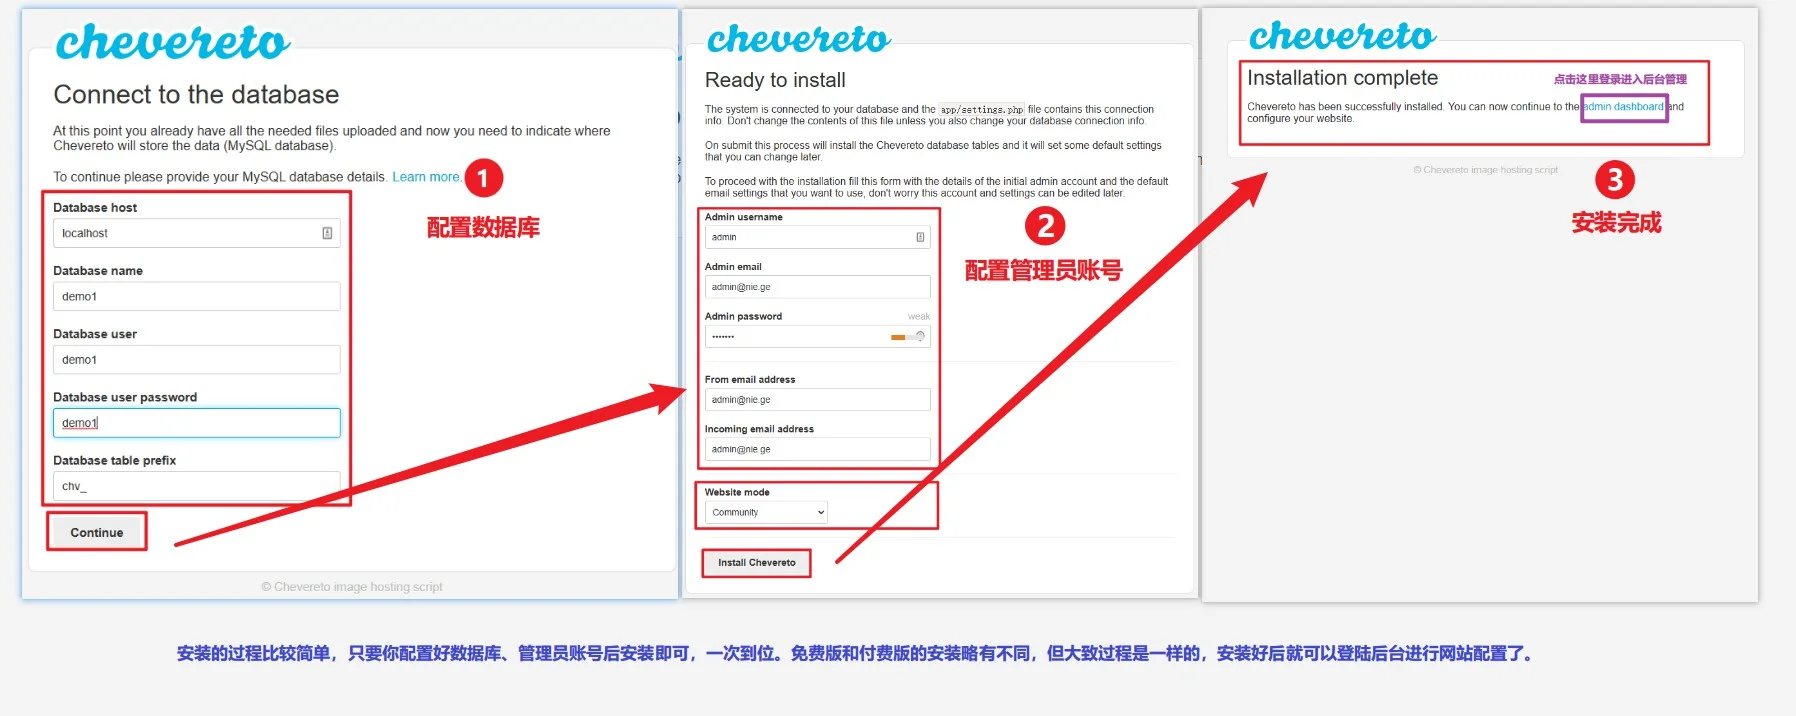 chevereto
Connect to the database
At this point you already have all the needed files uploaded and now you need to indicate where
Chevereto will store the data (MySQL database).
To continue please provide your MySQL database details. Learn more.
1
配置数据库
Database host
localhost
Database name
demo1
Database user
demo1
Database user password
demo1
Database table prefix
chv_
Continue
© Chevereto image hosting script
chevereto
Ready to install
The system is connected to your database and the app/settings.php file contains this connection
info. Don't change the contents of this file unless you also change your database connection info.
On submit this process will install the Chevereto database tables and it will set some default settings
that you can change later.
To proceed with the installation fill this form with the details of the initial admin account and the default
email settings that you want to use, don't worry this account and settings can be edited later.
2
配置管理员账号
Admin username
admin
Admin email
admin@nie.ge
Admin password
weak
•••••••
From email address
admin@nie.ge
Incoming email address
admin@nie.ge
Website mode
Community
Install Chevereto
chevereto
Installation complete
点击这里登录进入后台管理
Chevereto has been successfully installed. You can now continue to the admin dashboard and
configure your website.
© Chevereto image hosting script
3
安装完成
安装的过程比较简单，只要你配置好数据库、管理员账号后安装即可，一次到位。免费版和付费版的安装略有不同，但大致过程是一样的，安装好后就可以登陆后台进行网站配置了。